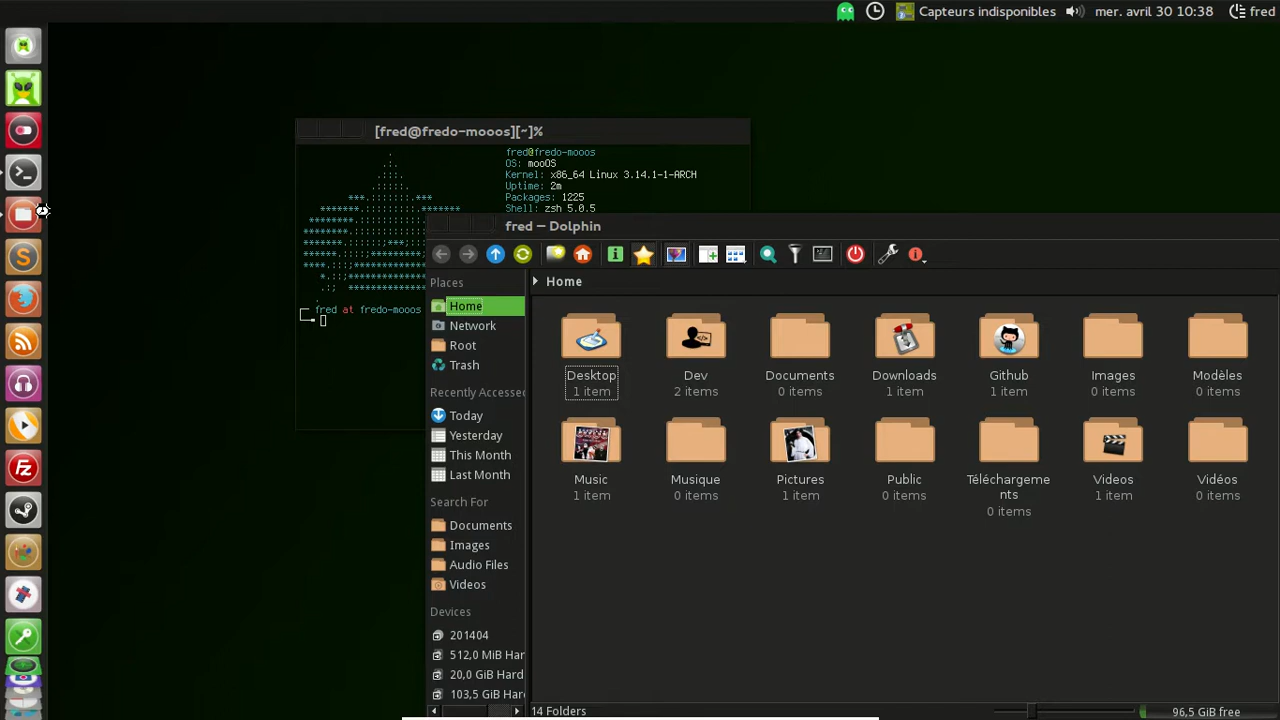 Capteurs indisponibles mer. avril 30 10:38 fred
[fred@fredo-mooos][~]%
fred@fredo-mooos
OS: mooOS
Kernel: x86_64 Linux 3.14.1-1-ARCH
Uptime: 2m
Packages: 1225
Shell: zsh 5.0.5
fred at fredo-mooos
fred — Dolphin
Places
Home
Network
Root
Trash
Recently Accessed
Today
Yesterday
This Month
Last Month
Search For
Documents
Images
Audio Files
Videos
Devices
201404
512,0 MiB Har
20,0 GiB Hard
103,5 GiB Hard
Home
Desktop Dev Documents Downloads Github Images Modèles
1 item 2 items 0 items 1 item 1 item 0 items 0 items
Music Musique Pictures Public Téléchargeme Videos Vidéos
1 item 0 items 1 item 0 items nts 1 item 0 items
0 items
14 Folders 96,5 GiB free